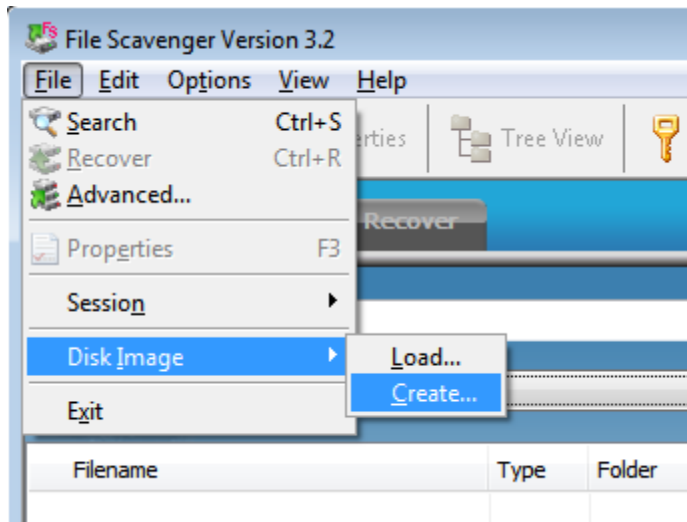 File Scavenger Version 3.2
File Edit Options View Help
Search Ctrl+S
Recover Ctrl+R
Advanced...
Properties F3
Session
Disk Image
Exit
Load...
Create...
erties
Tree View
Recover
Filename Type Folder